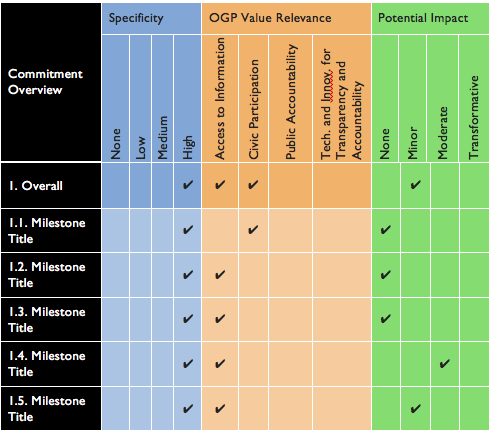 Commitment
Overview
Specificity
OGP Value Relevance
Potential Impact
None
Low
Medium
High
Access to Information
Civic Participation
Public Accountability
Tech. and Innov. for
Transparency and
Accountability
None
Minor
Moderate
Transformative
1. Overall ✔ ✔ ✔ ✔
1.1. Milestone
Title ✔ ✔ ✔
1.2. Milestone
Title ✔ ✔ ✔
1.3. Milestone
Title ✔ ✔ ✔
1.4. Milestone
Title ✔ ✔ ✔
1.5. Milestone
Title ✔ ✔ ✔